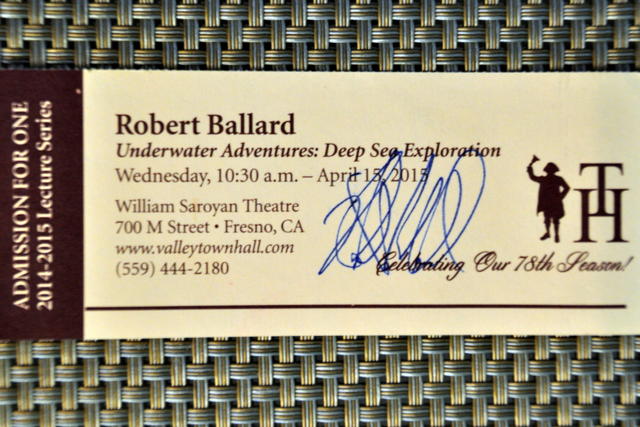 ADMISSION FOR ONE
2014-2015 Lecture Series
Robert Ballard
Underwater Adventures: Deep Sea Exploration
Wednesday, 10:30 a.m. – April 15, 2015
William Saroyan Theatre
700 M Street • Fresno, CA
www.valleytownhall.com
(559) 444-2180
TH
Celebrating Our 78th Season!